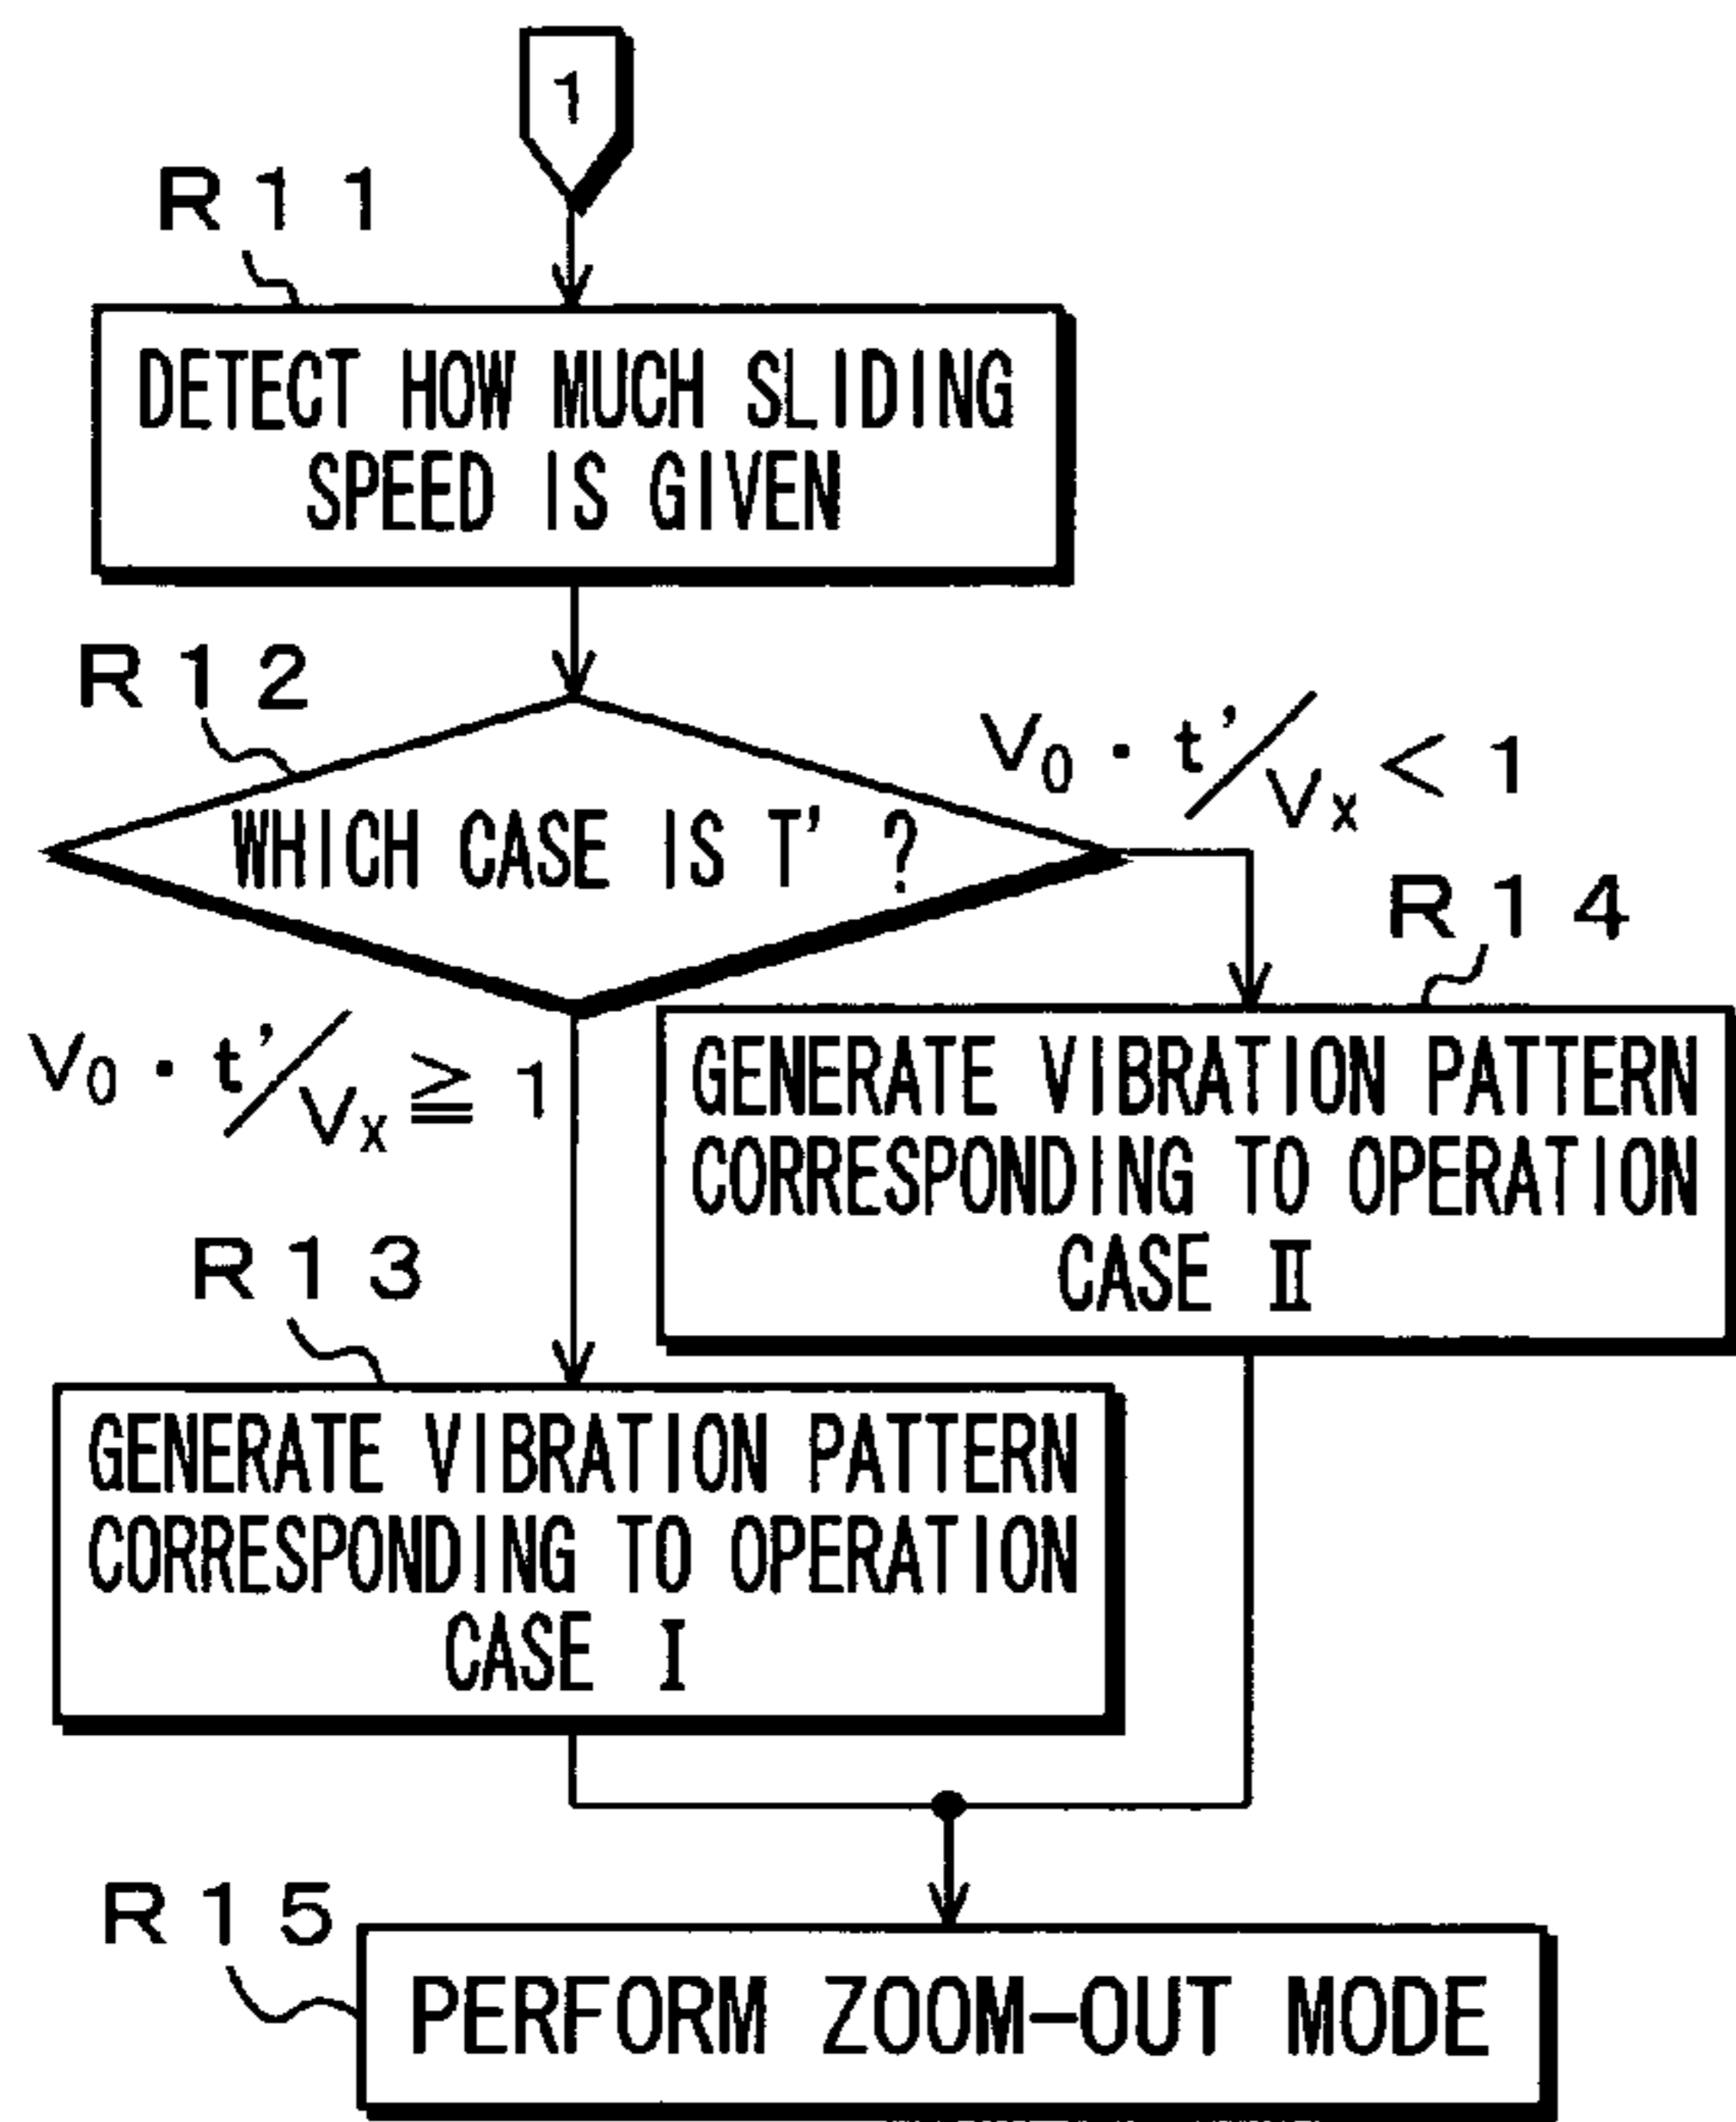 1
R11
DETECT HOW MUCH SLIDING
SPEED IS GIVEN
R12
WHICH CASE IS T' ?
V₀・t'/Vₓ < 1
R14
GENERATE VIBRATION PATTERN
CORRESPONDING TO OPERATION
CASE Ⅱ
V₀・t'/Vₓ ≧ 1
R13
GENERATE VIBRATION PATTERN
CORRESPONDING TO OPERATION
CASE Ⅰ
R15
PERFORM ZOOM-OUT MODE